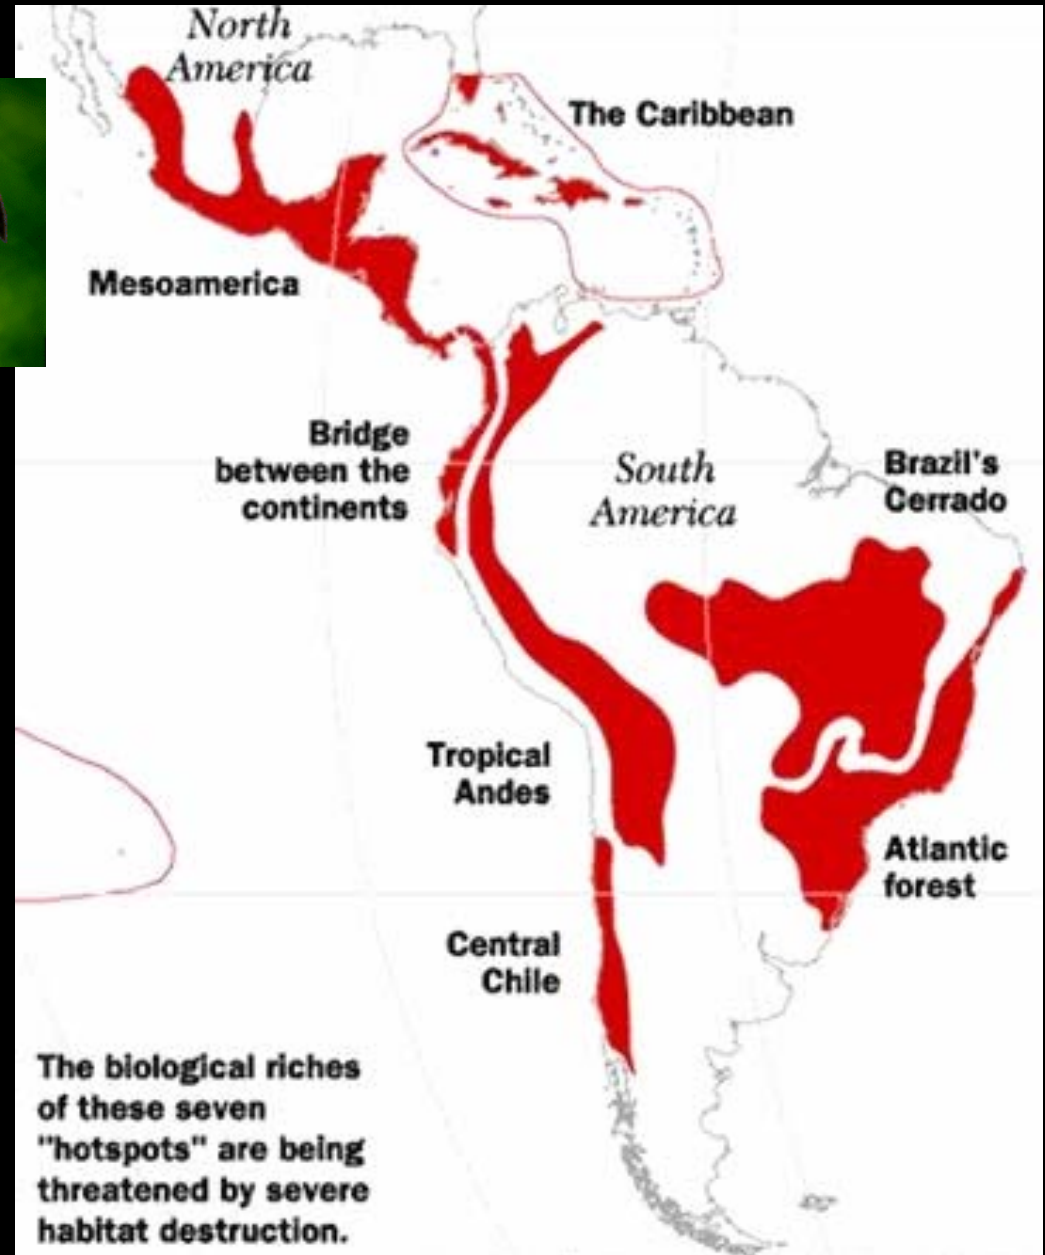 North
America
The Caribbean
Mesoamerica
Bridge
between the
continents
South
America
Brazil's
Cerrado
Tropical
Andes
Atlantic
forest
Central
Chile
The biological riches
of these seven
"hotspots" are being
threatened by severe
habitat destruction.